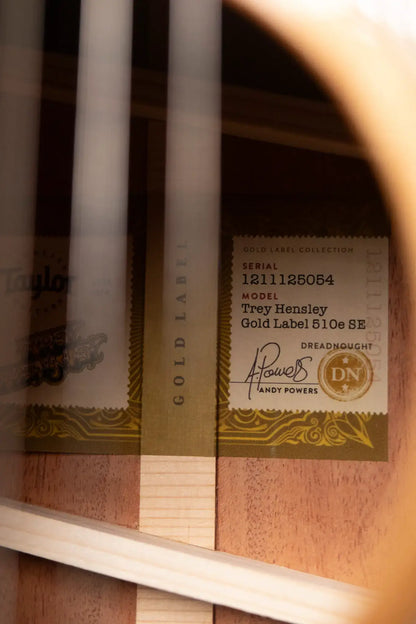 Taylor
GOLD LABEL
GOLD LABEL COLLECTION
SERIAL
1211125054
MODEL
Trey Hensley
Gold Label 510e SE
DREADNOUGHT
A Powers
ANDY POWERS
DN
1211125054